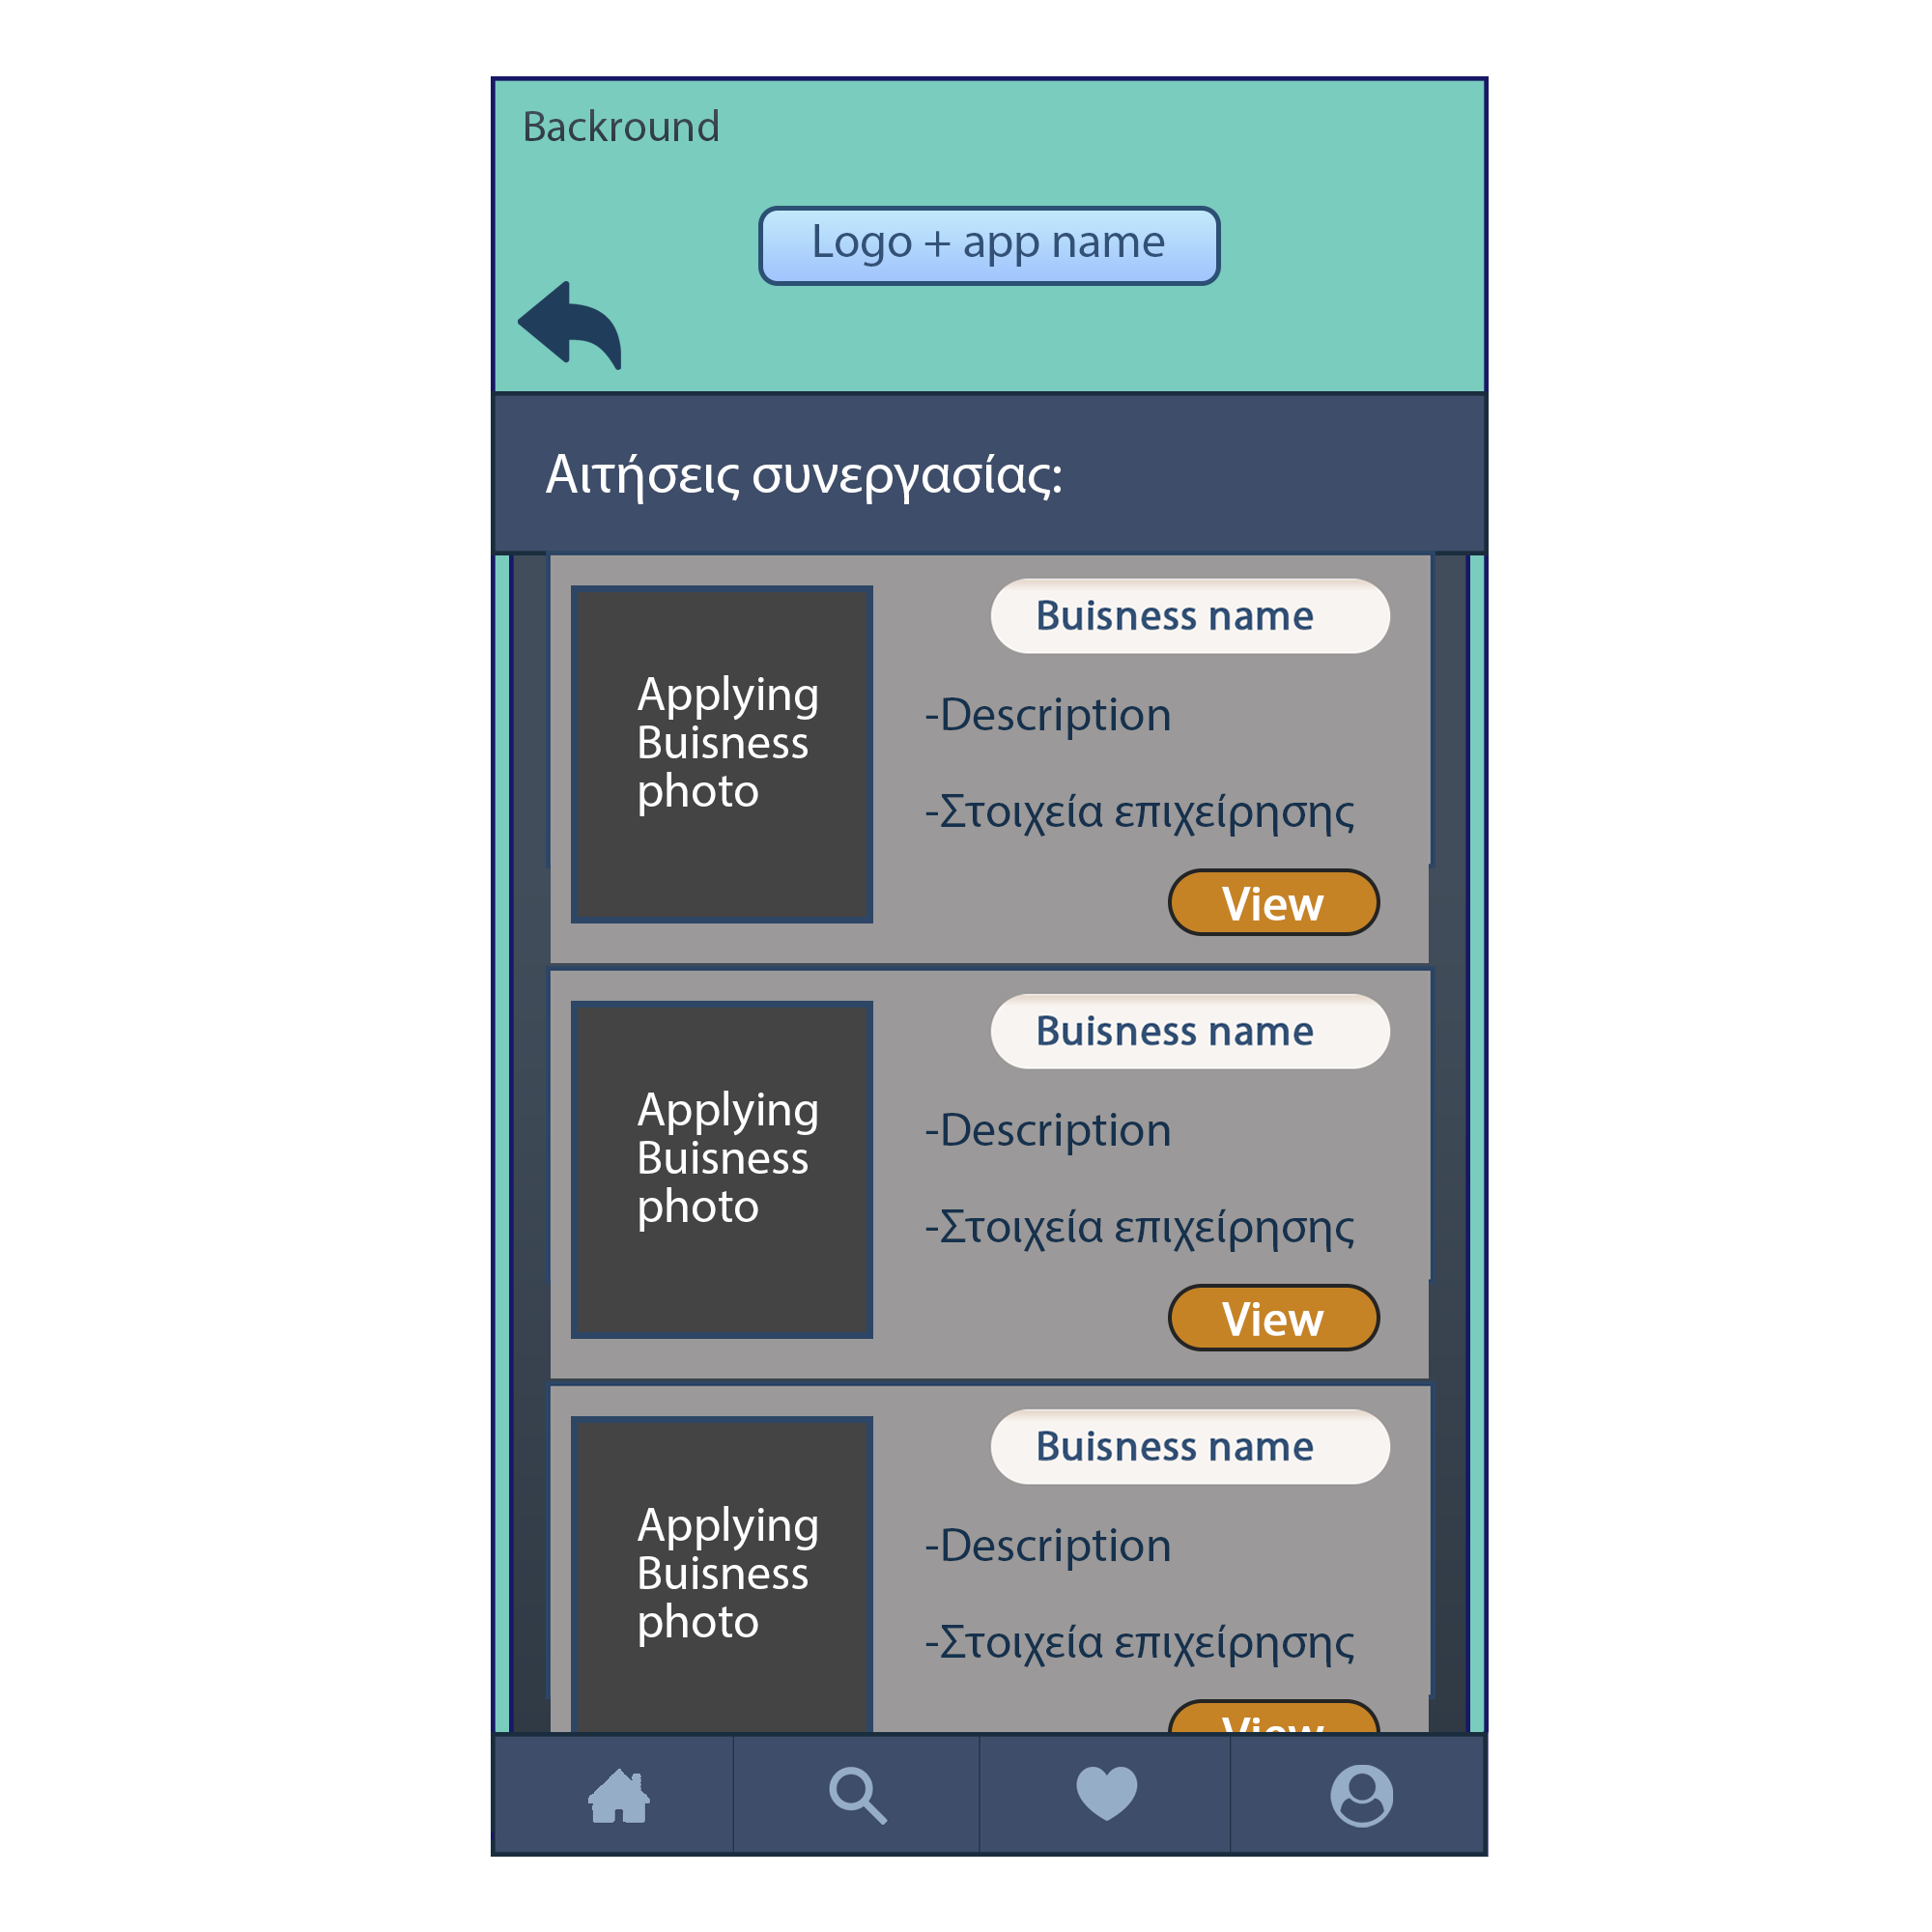 Backround
Logo + app name
Αιτήσεις συνεργασίας:
Buisness name
Applying
Buisness
photo
-Description
-Στοιχεία επιχείρησης
View
Buisness name
Applying
Buisness
photo
-Description
-Στοιχεία επιχείρησης
View
Buisness name
Applying
Buisness
photo
-Description
-Στοιχεία επιχείρησης
View